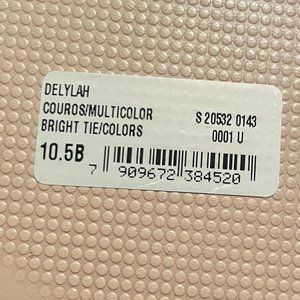 DELYLAH
COUROS/MULTICOLOR S 20532 0143
BRIGHT TIE/COLORS 0001 U
10.5B
7 909672 384520